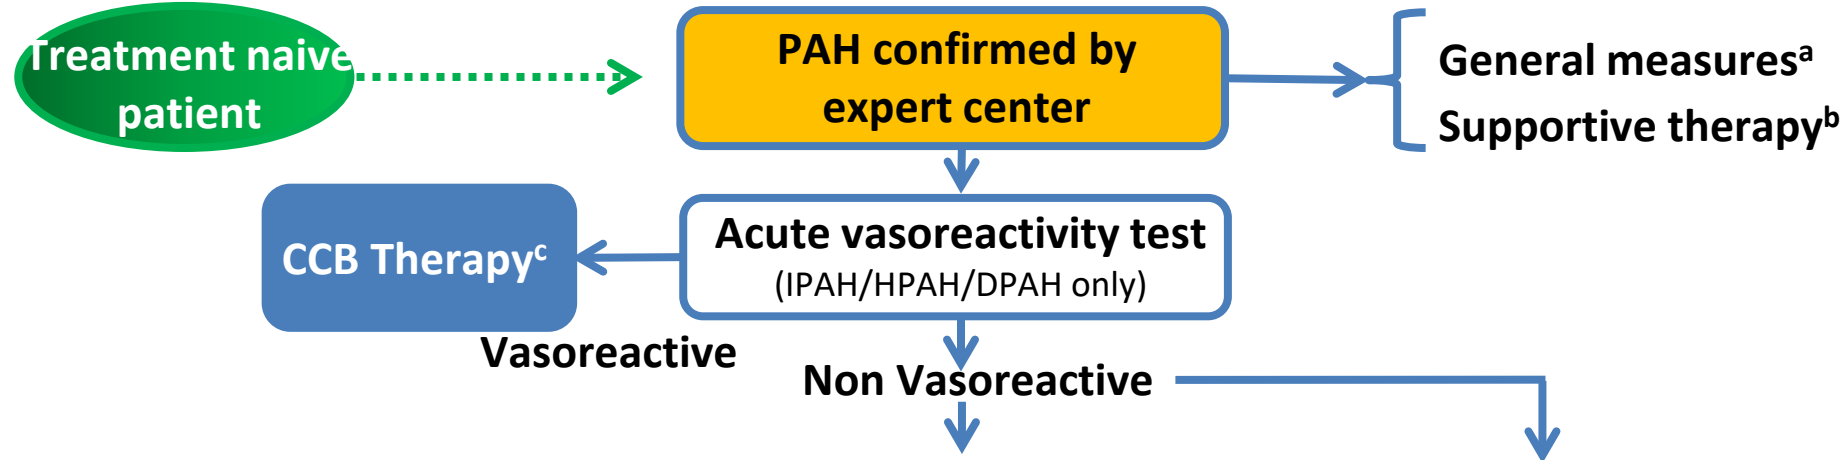 Treatment naive
patient
PAH confirmed by
expert center
General measuresᵃ
Supportive therapyᵇ
CCB Therapyᶜ
Acute vasoreactivity test
(IPAH/HPAH/DPAH only)
Vasoreactive
Non Vasoreactive